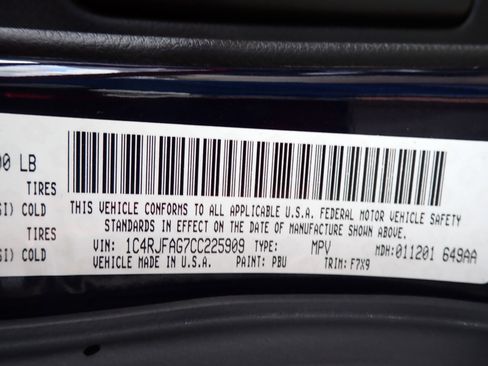 00 LB
TIRES
SI) COLD
TIRES
SI) COLD
THIS VEHICLE CONFORMS TO ALL APPLICABLE U.S.A. FEDERAL MOTOR VEHICLE SAFETY
STANDARDS IN EFFECT ON THE DATE OF MANUFACTURE SHOWN ABOVE.
VIN: 1C4RJFAG7CC225909 TYPE: MPV MDH:011201 649AA
VEHICLE MADE IN U.S.A. PAINT: PBU TRIM: F7X9